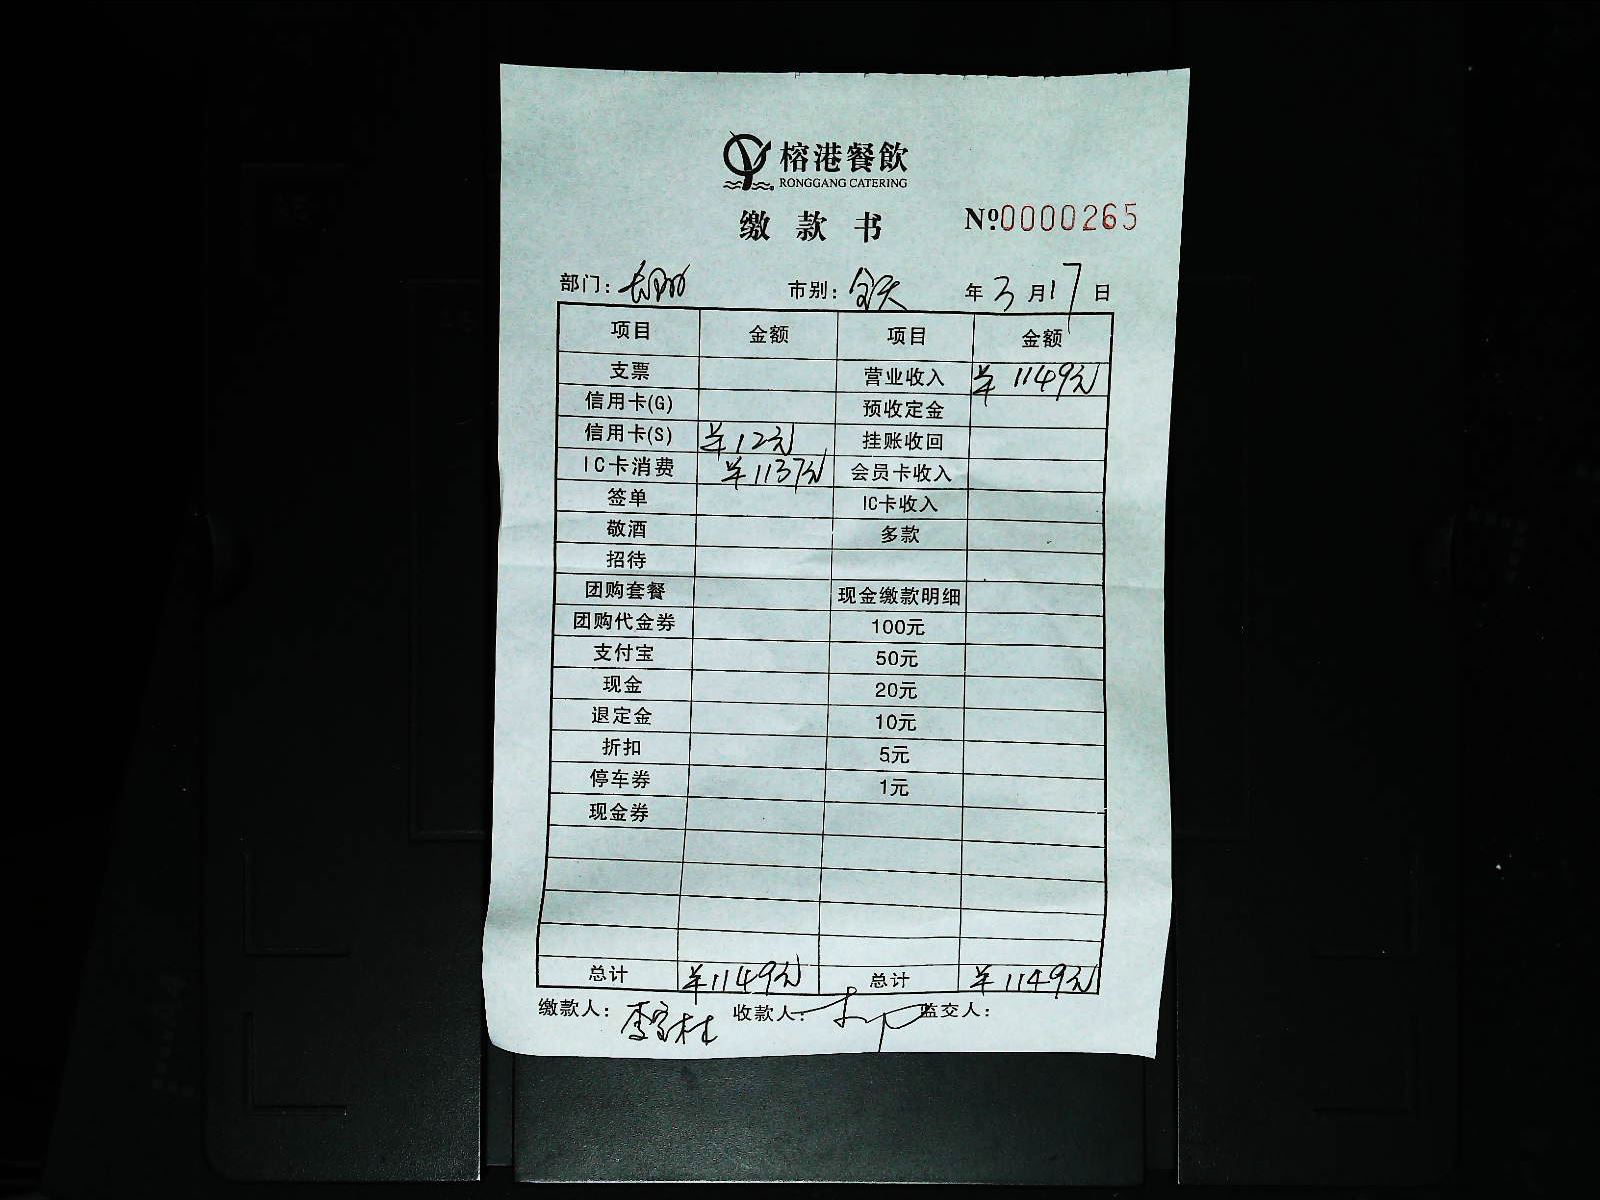 榕港餐飲
RONGGANG CATERING
缴款书 Nº0000265
部门: 市别: 全天 年 3 月 17 日
项目 金额 项目 金额
支票 营业收入 ¥1149元
信用卡(G) 预收定金
信用卡(S) ¥12元 挂账收回
IC卡消费 ¥1137元 会员卡收入
签单 IC卡收入
敬酒 多款
招待
团购套餐 现金缴款明细
团购代金券 100元
支付宝 50元
现金 20元
退定金 10元
折扣 5元
停车券 1元
现金券
总计 ¥1149元 总计 ¥1149元
缴款人: 收款人: 监交人: